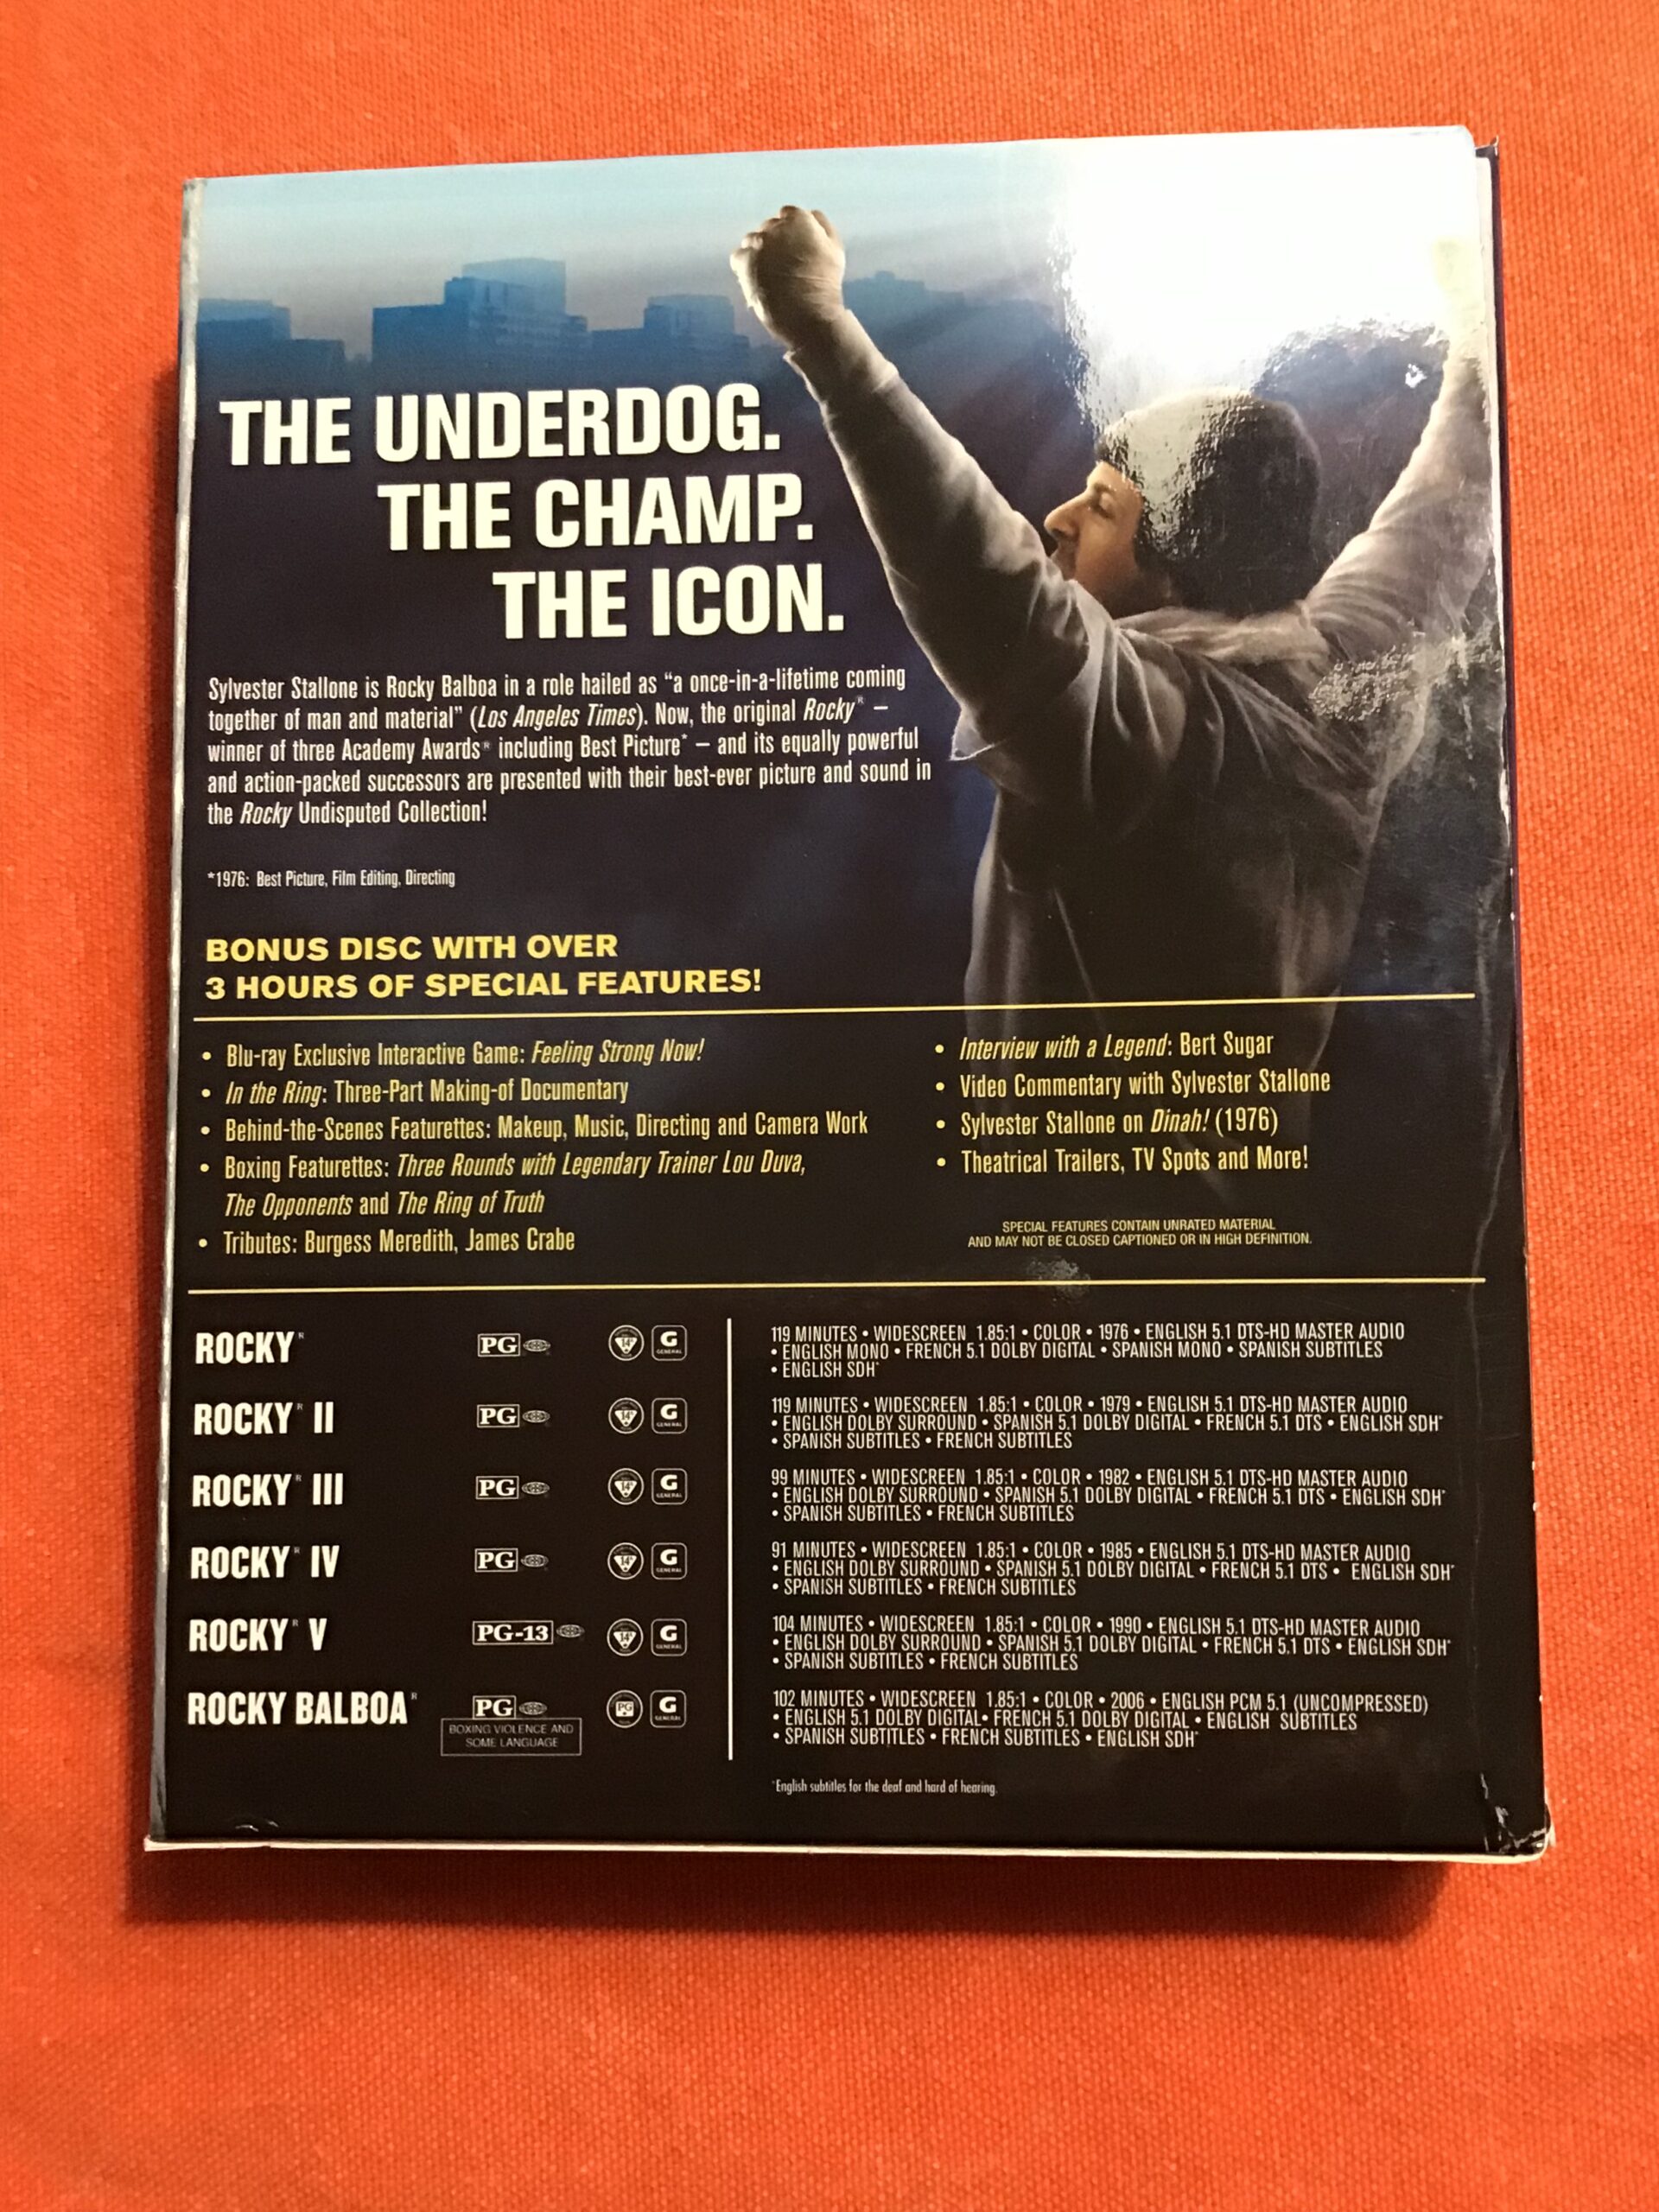 THE UNDERDOG.
THE CHAMP.
THE ICON.
Sylvester Stallone is Rocky Balboa in a role hailed as “a once-in-a-lifetime coming
together of man and material” (Los Angeles Times). Now, the original Rocky® –
winner of three Academy Awards® including Best Picture* – and its equally powerful
and action-packed successors are presented with their best-ever picture and sound in
the Rocky Undisputed Collection!
*1976: Best Picture, Film Editing, Directing
BONUS DISC WITH OVER
3 HOURS OF SPECIAL FEATURES!
• Blu-ray Exclusive Interactive Game: Feeling Strong Now!
• In the Ring: Three-Part Making-of Documentary
• Behind-the-Scenes Featurettes: Makeup, Music, Directing and Camera Work
• Boxing Featurettes: Three Rounds with Legendary Trainer Lou Duva,
The Opponents and The Ring of Truth
• Tributes: Burgess Meredith, James Crabe
• Interview with a Legend: Bert Sugar
• Video Commentary with Sylvester Stallone
• Sylvester Stallone on Dinah! (1976)
• Theatrical Trailers, TV Spots and More!
SPECIAL FEATURES CONTAIN UNRATED MATERIAL
AND MAY NOT BE CLOSED CAPTIONED OR IN HIGH DEFINITION.
ROCKY® PG 14 G GENERAL
119 MINUTES • WIDESCREEN 1.85:1 • COLOR • 1976 • ENGLISH 5.1 DTS-HD MASTER AUDIO
• ENGLISH MONO • FRENCH 5.1 DOLBY DIGITAL • SPANISH MONO • SPANISH SUBTITLES
• ENGLISH SDH*
ROCKY® II PG 14 G GENERAL
119 MINUTES • WIDESCREEN 1.85:1 • COLOR • 1979 • ENGLISH 5.1 DTS-HD MASTER AUDIO
• ENGLISH DOLBY SURROUND • SPANISH 5.1 DOLBY DIGITAL • FRENCH 5.1 DTS • ENGLISH SDH*
• SPANISH SUBTITLES • FRENCH SUBTITLES
ROCKY® III PG 14 G GENERAL
99 MINUTES • WIDESCREEN 1.85:1 • COLOR • 1982 • ENGLISH 5.1 DTS-HD MASTER AUDIO
• ENGLISH DOLBY SURROUND • SPANISH 5.1 DOLBY DIGITAL • FRENCH 5.1 DTS • ENGLISH SDH*
• SPANISH SUBTITLES • FRENCH SUBTITLES
ROCKY® IV PG 14 G GENERAL
91 MINUTES • WIDESCREEN 1.85:1 • COLOR • 1985 • ENGLISH 5.1 DTS-HD MASTER AUDIO
• ENGLISH DOLBY SURROUND • SPANISH 5.1 DOLBY DIGITAL • FRENCH 5.1 DTS • ENGLISH SDH*
• SPANISH SUBTITLES • FRENCH SUBTITLES
ROCKY® V PG-13 14 G GENERAL
104 MINUTES • WIDESCREEN 1.85:1 • COLOR • 1990 • ENGLISH 5.1 DTS-HD MASTER AUDIO
• ENGLISH DOLBY SURROUND • SPANISH 5.1 DOLBY DIGITAL • FRENCH 5.1 DTS • ENGLISH SDH*
• SPANISH SUBTITLES • FRENCH SUBTITLES
ROCKY BALBOA® PG PG G GENERAL
BOXING VIOLENCE AND
SOME LANGUAGE
102 MINUTES • WIDESCREEN 1.85:1 • COLOR • 2006 • ENGLISH PCM 5.1 (UNCOMPRESSED)
• ENGLISH 5.1 DOLBY DIGITAL• FRENCH 5.1 DOLBY DIGITAL • ENGLISH SUBTITLES
• SPANISH SUBTITLES • FRENCH SUBTITLES • ENGLISH SDH*
*English subtitles for the deaf and hard of hearing.